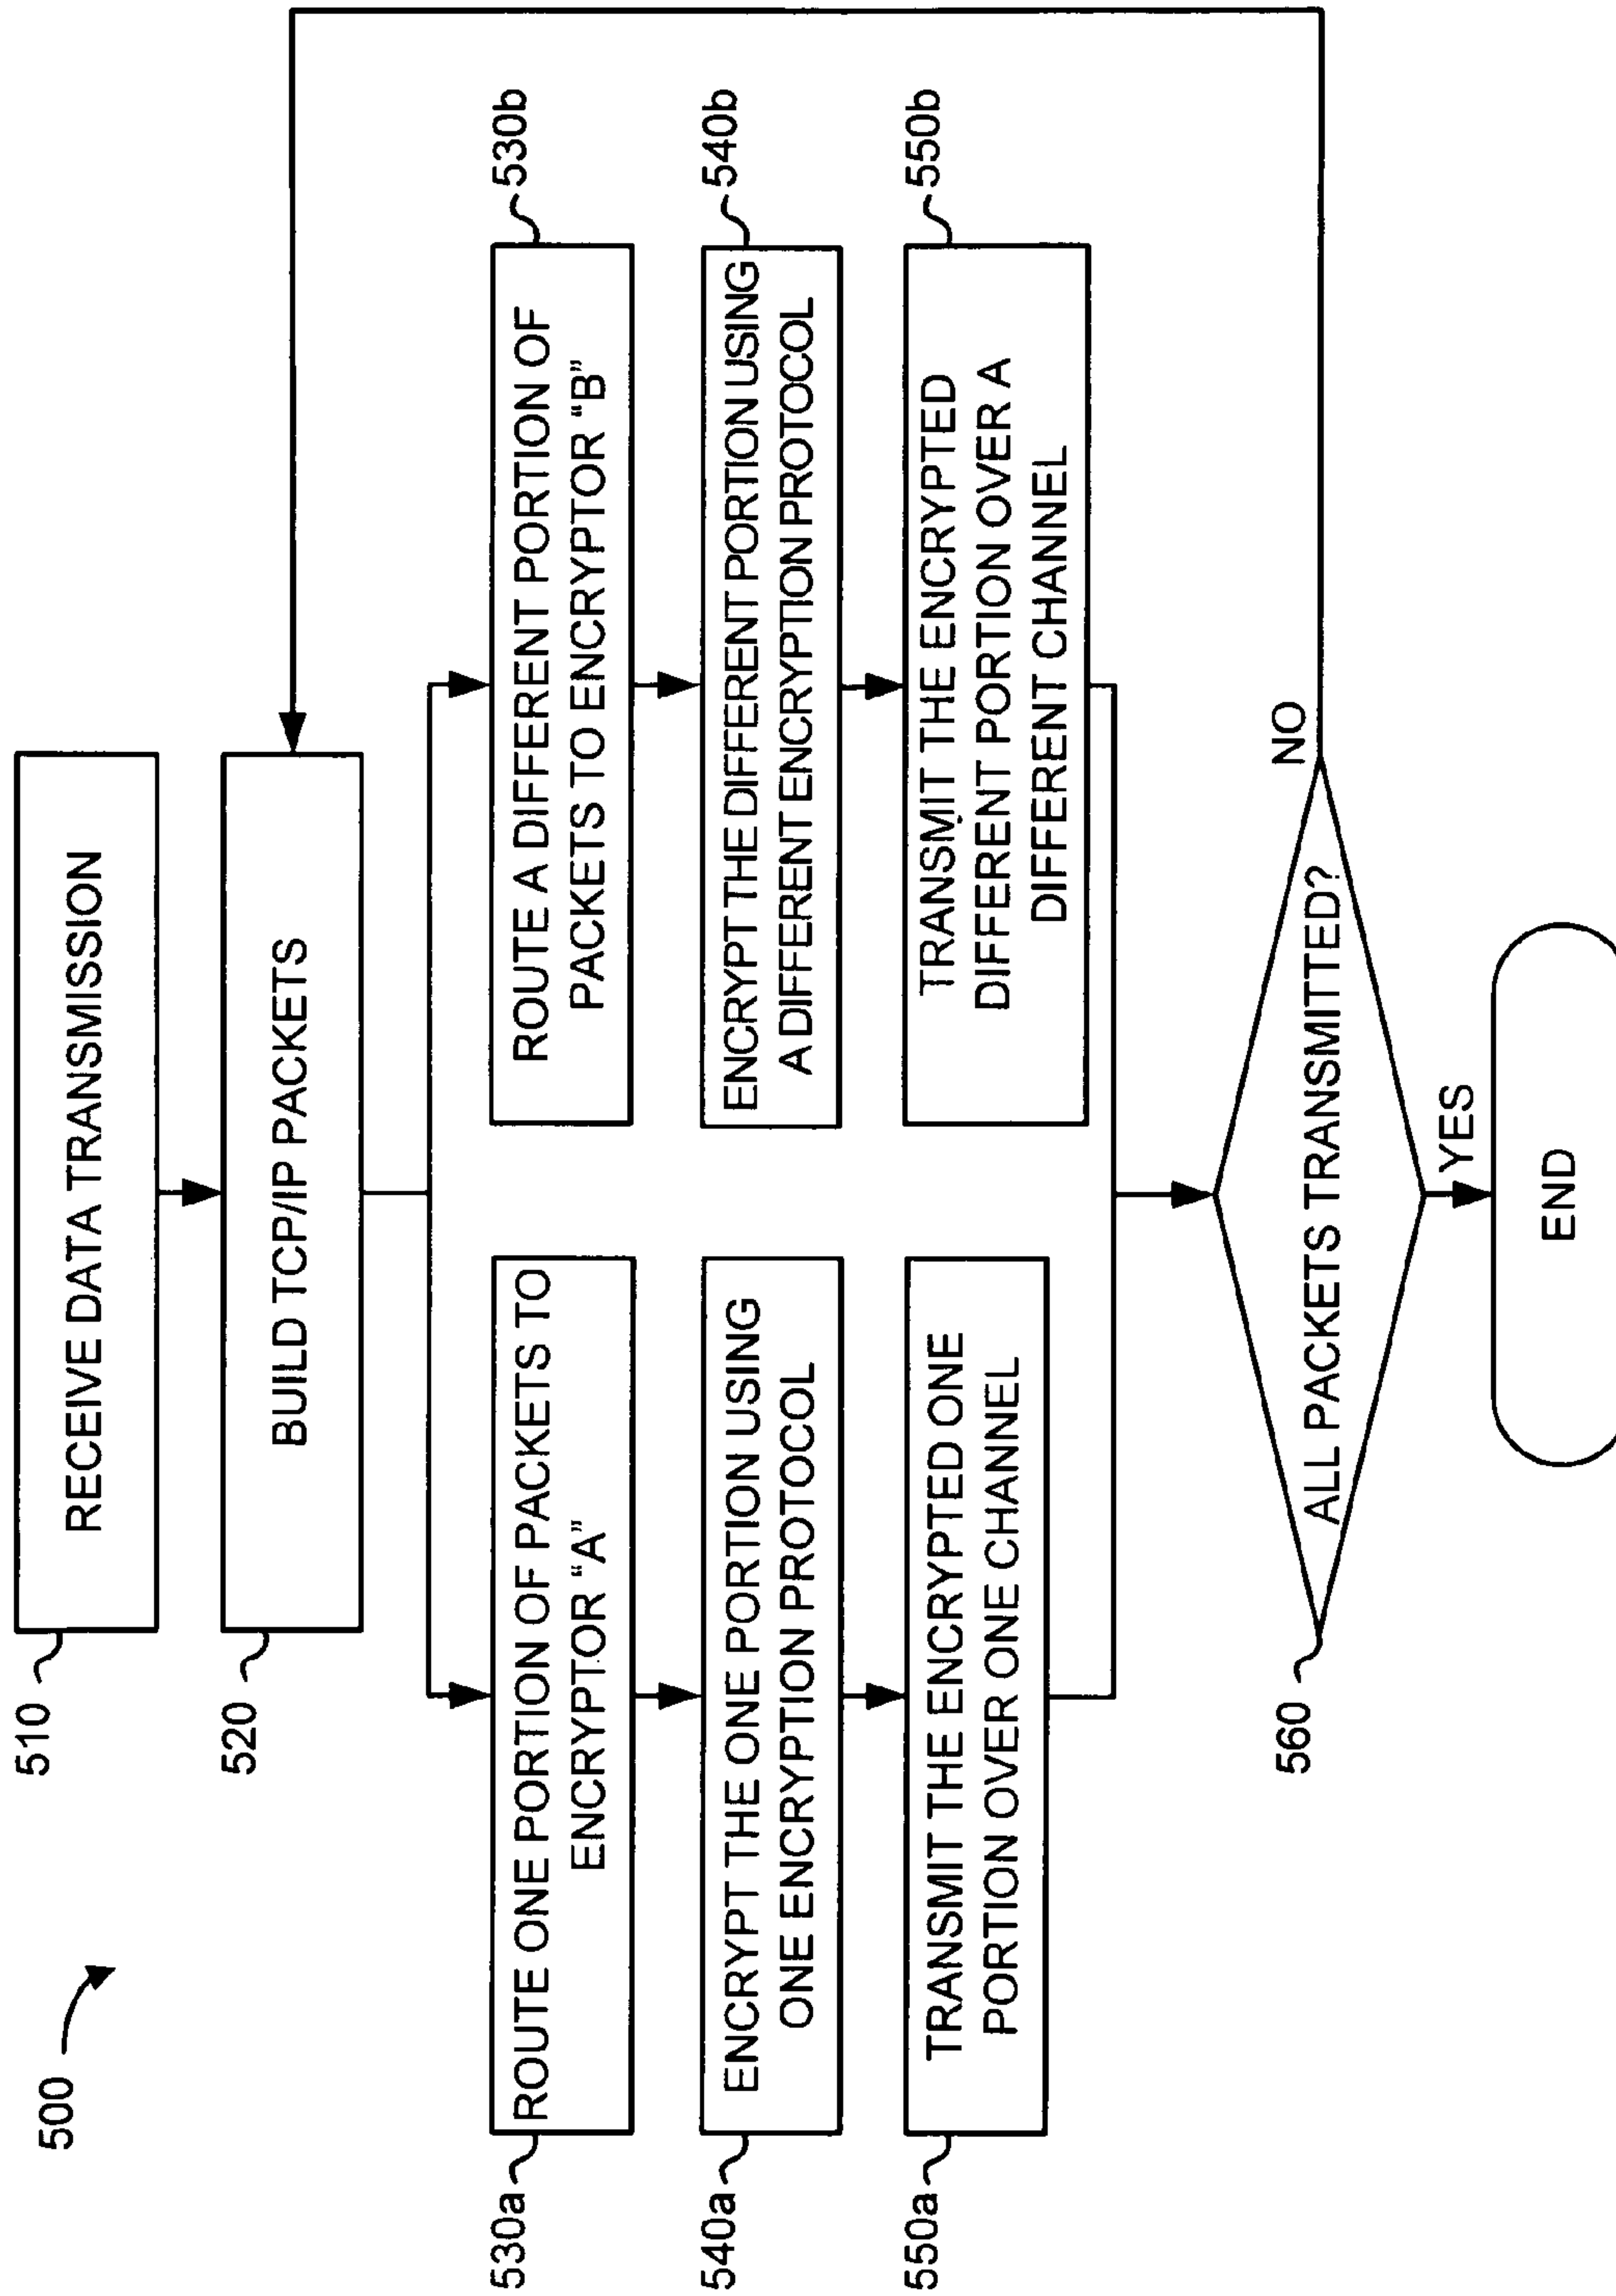 500
510
RECEIVE DATA TRANSMISSION
520
BUILD TCP/IP PACKETS
530a
ROUTE ONE PORTION OF PACKETS TO
ENCRYPTOR “A”
530b
ROUTE A DIFFERENT PORTION OF
PACKETS TO ENCRYPTOR “B”
540a
ENCRYPT THE ONE PORTION USING
ONE ENCRYPTION PROTOCOL
540b
ENCRYPT THE DIFFERENT PORTION USING
A DIFFERENT ENCRYPTION PROTOCOL
550a
TRANSMIT THE ENCRYPTED ONE
PORTION OVER ONE CHANNEL
550b
TRANSMIT THE ENCRYPTED
DIFFERENT PORTION OVER A
DIFFERENT CHANNEL
560
ALL PACKETS TRANSMITTED?
NO
YES
END